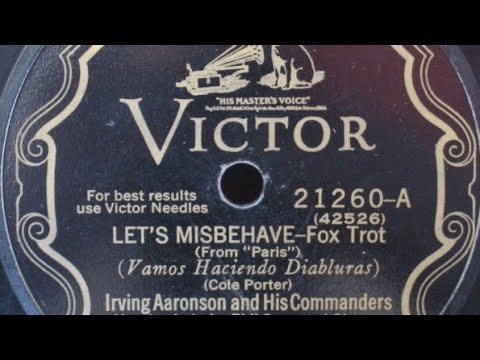 "HIS MASTER'S VOICE"
VICTOR
For best results
use Victor Needles
21260-A
(42526)
LET'S MISBEHAVE–Fox Trot
(From "Paris")
(Vamos Haciendo Diabluras)
(Cole Porter)
Irving Aaronson and His Commanders